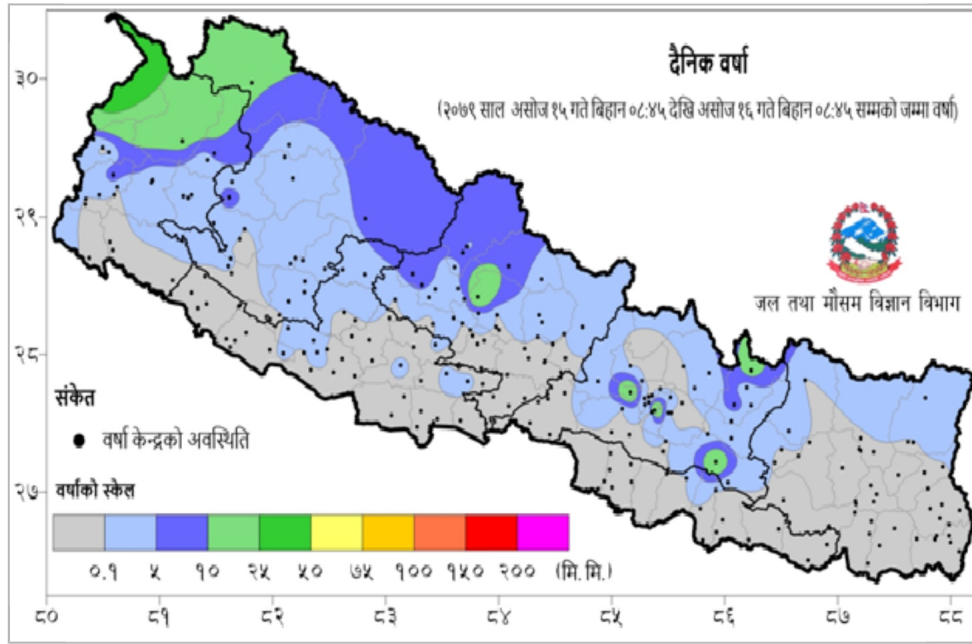 दैनिक वर्षा
(२०७९ साल असोज १५ गते बिहान ०८:४५ देखि असोज १६ गते बिहान ०८:४५ सम्मको जम्मा वर्षा)
३०
२९
जल तथा मौसम विज्ञान विभाग
२८
संकेत
वर्षा केन्द्रको अवस्थिति
२७
वर्षाको स्केल
०.१ ५ १० २५ ५० ७५ १०० १५० २०० (मि.मि.)
८० ८१ ८२ ८३ ८४ ८५ ८६ ८७ ८८